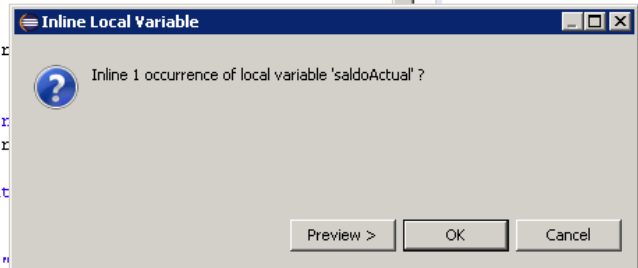 Inline Local Variable
Inline 1 occurrence of local variable 'saldoActual' ?
Preview >
OK
Cancel